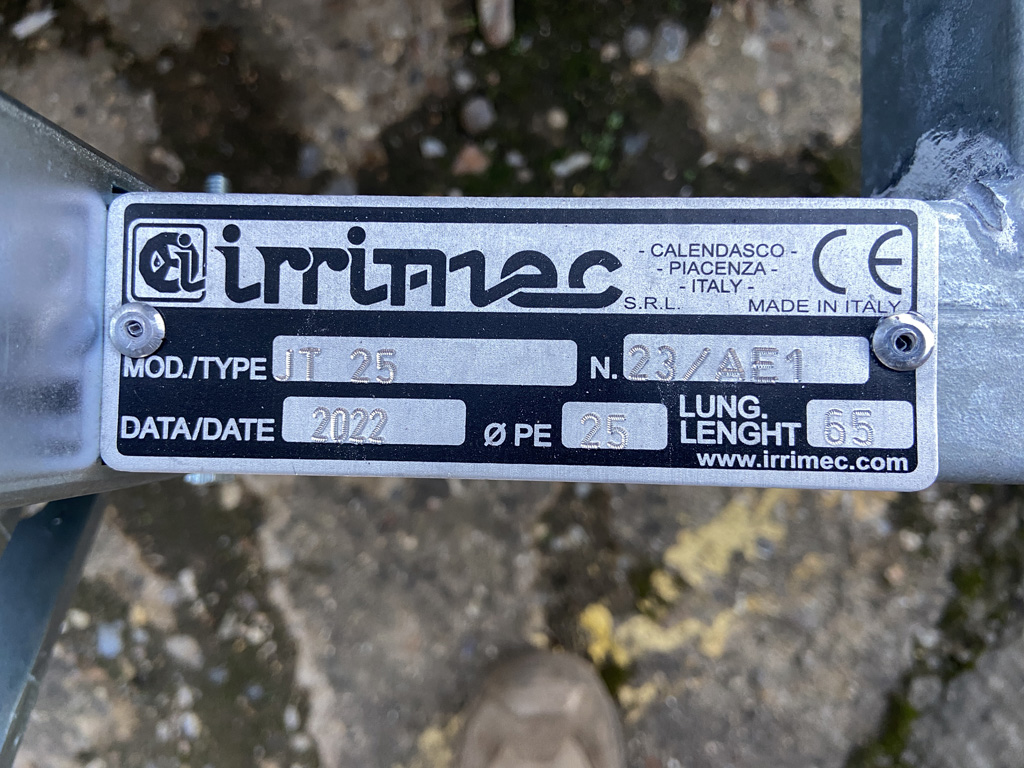 irrimec S.R.L.
- CALENDASCO -
- PIACENZA -
- ITALY -
CE
MADE IN ITALY
MOD./TYPE JT 25 N. 23/AE1
DATA/DATE 2022 Ø PE 25 LUNG. LENGHT 65
www.irrimec.com